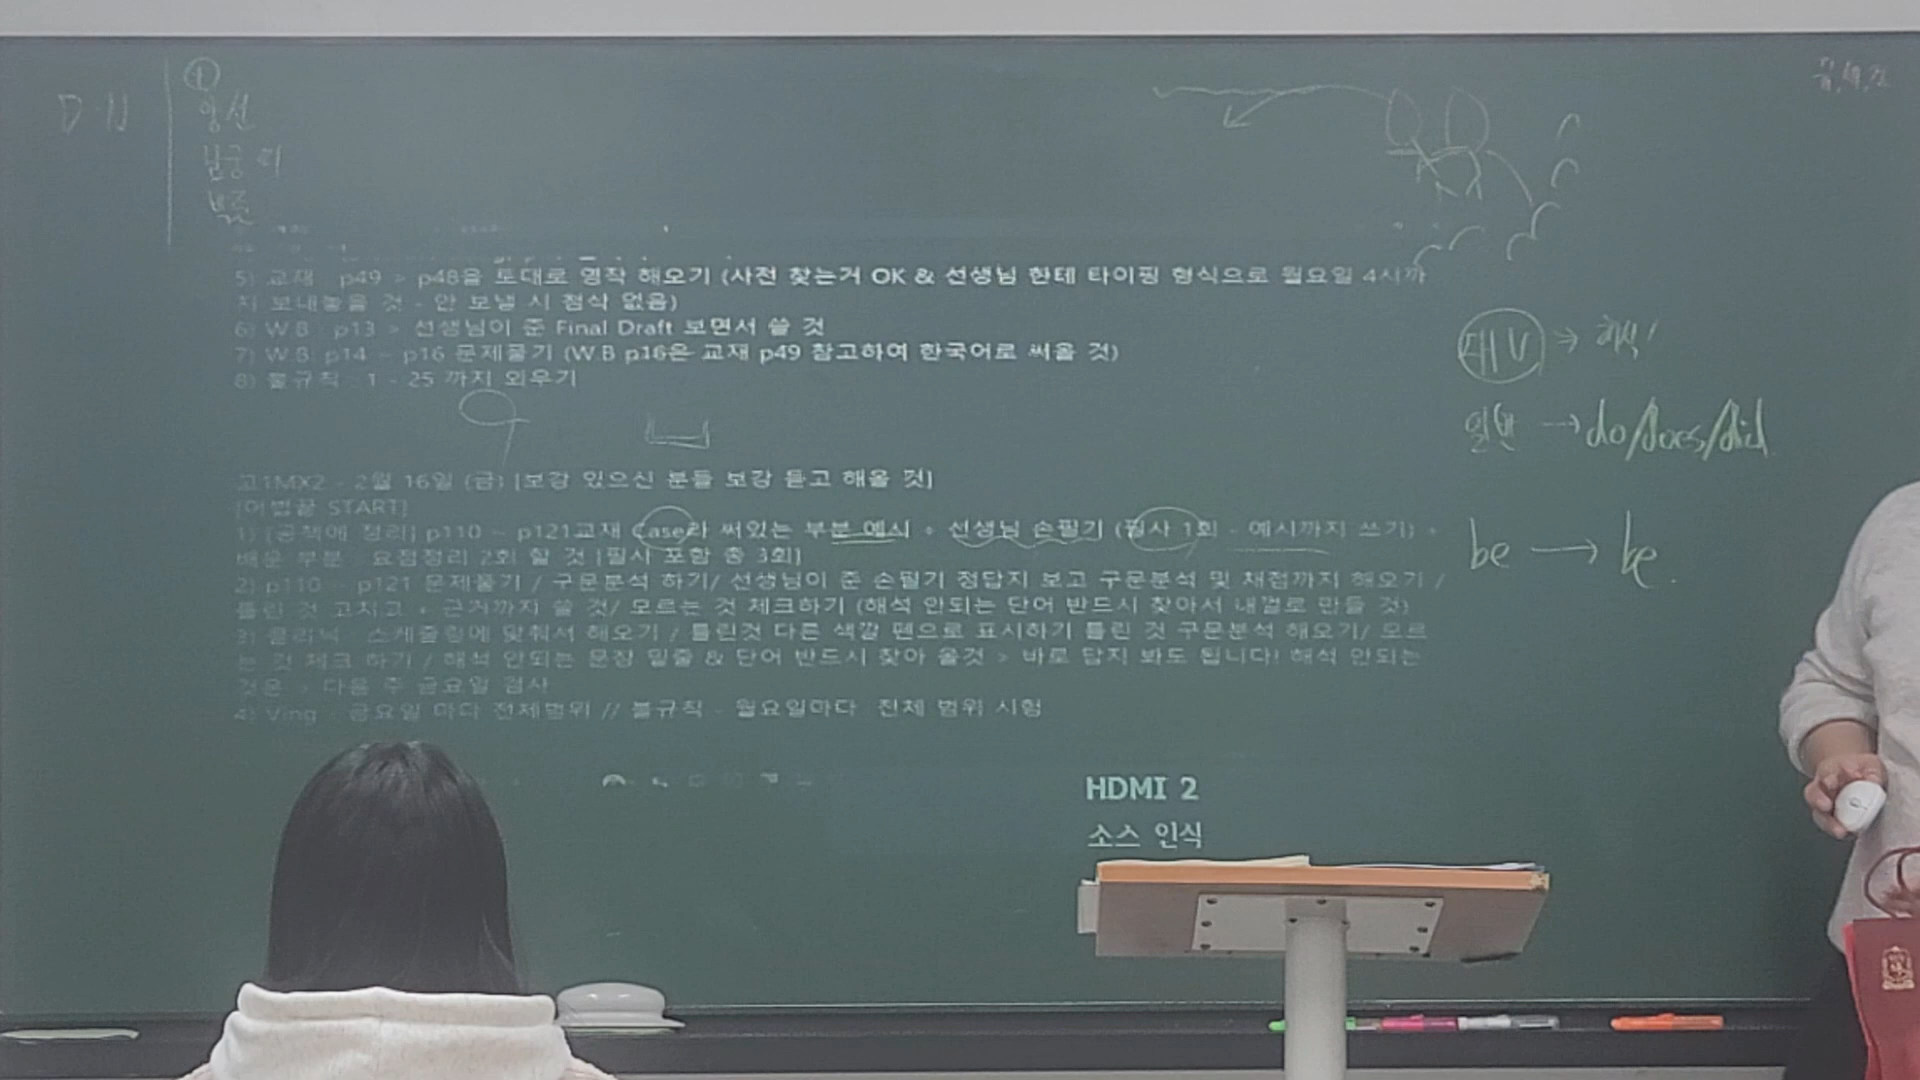 D-11
①
남궁
5) 교재 : p49 > p48을 토대로 영작 해오기 (사전 찾는거 OK & 선생님 한테 타이핑 형식으로 월요일 4시까
지 보내놓을 것 - 안 보낼 시 첨삭 없음)
6) W.B : p13 > 선생님이 준 Final Draft 보면서 쓸 것
7) W.B p14 ~ p16 문제풀기 (W.B p16은 교재 p49 참고하여 한국어로 써올 것)
8) 불규칙 : 1 - 25 까지 외우기
고1MX2 - 2월 16일 (금) [보강 있으신 분들 보강 듣고 해올 것]
[어법끝 START]
1) [공책에 정리] p110 ~ p121교재 Case라 써있는 부분 예시 + 선생님 손필기 (필사 1회 - 예시까지 쓰기) +
배운 부분 요점정리 2회 할 것 [필사 포함 총 3회]
2) p110 ~ p121 문제풀기 / 구문분석 하기/ 선생님이 준 손필기 정답지 보고 구문분석 및 채점까지 해오기 /
틀린 것 고치고 + 근거까지 쓸 것/ 모르는 것 체크하기 (해석 안되는 단어 반드시 찾아서 내껄로 만들 것)
3) 클리닉 : 스케줄링에 맞춰서 해오기 / 틀린것 다른 색깔 펜으로 표시하기 틀린 것 구문분석 해오기/ 모르
는 것 체크 하기 / 해석 안되는 문장 밑줄 & 단어 반드시 찾아 올것 > 바로 답지 봐도 됩니다! 해석 안되는
것은 > 다음 주 금요일 검사
4) Ving - 금요일 마다 전체범위 // 불규칙 - 월요일마다 전체 범위 시험
대V → 해석!
일반 → do/does/did
be → be.
HDMI 2
소스 인식